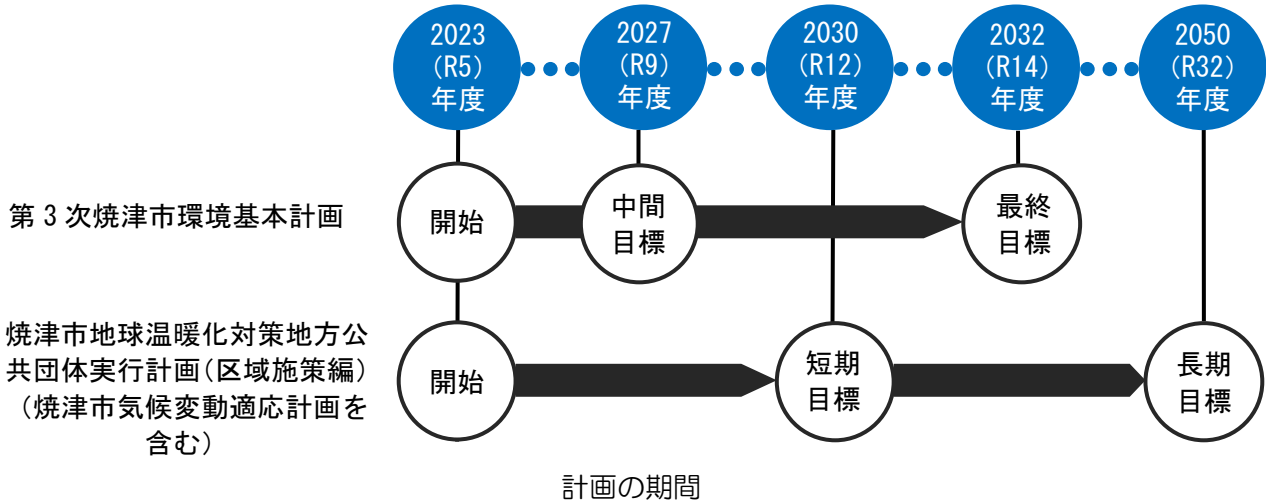 2023
(R5)
年度
2027
(R9)
年度
2030
(R12)
年度
2032
(R14)
年度
2050
(R32)
年度
第3次焼津市環境基本計画
開始
中間
目標
最終
目標
焼津市地球温暖化対策地方公
共団体実行計画(区域施策編)
(焼津市気候変動適応計画を
含む)
開始
短期
目標
長期
目標
計画の期間